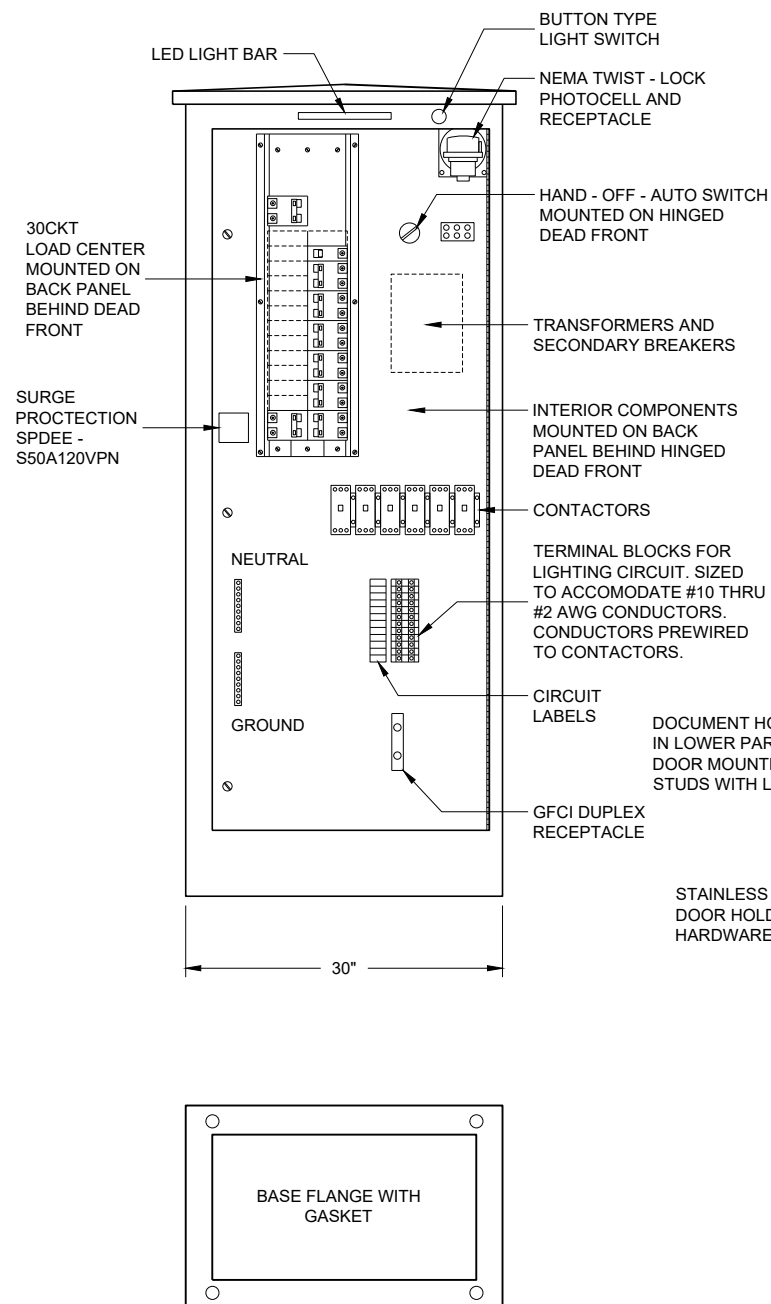 LED LIGHT BAR
BUTTON TYPE
LIGHT SWITCH
NEMA TWIST - LOCK
PHOTOCELL AND
RECEPTACLE
HAND - OFF - AUTO SWITCH
MOUNTED ON HINGED
DEAD FRONT
30CKT
LOAD CENTER
MOUNTED ON
BACK PANEL
BEHIND DEAD
FRONT
TRANSFORMERS AND
SECONDARY BREAKERS
SURGE
PROCTECTION
SPDEE -
S50A120VPN
INTERIOR COMPONENTS
MOUNTED ON BACK
PANEL BEHIND HINGED
DEAD FRONT
CONTACTORS
NEUTRAL
TERMINAL BLOCKS FOR
LIGHTING CIRCUIT. SIZED
TO ACCOMODATE #10 THRU
#2 AWG CONDUCTORS.
CONDUCTORS PREWIRED
TO CONTACTORS.
GROUND
CIRCUIT
LABELS
DOCUMENT
IN LOWER
DOOR
STUDS WITH
GFCI DUPLEX
RECEPTACLE
STAINLESS
DOOR
HARDWARE
30"
BASE FLANGE WITH
GASKET